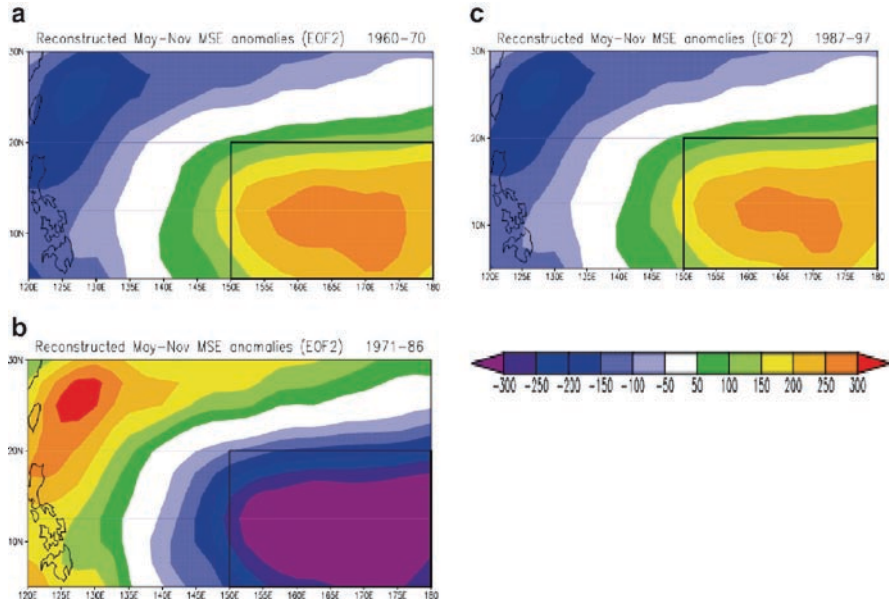 a
Reconstructed May-Nov MSE anomalies (EOF2) 1960-70
30N
20N
10N
120E 125E 130E 135E 140E 145E 150E 155E 160E 165E 170E 175E 180
c
Reconstructed May-Nov MSE anomalies (EOF2) 1987-97
30N
20N
10N
120E 125E 130E 135E 140E 145E 150E 155E 160E 165E 170E 175E 180
b
Reconstructed May-Nov MSE anomalies (EOF2) 1971-86
30N
20N
10N
120E 125E 130E 135E 140E 145E 150E 155E 160E 165E 170E 175E 180
-300 -250 -200 -150 -100 -50 50 100 150 200 250 300